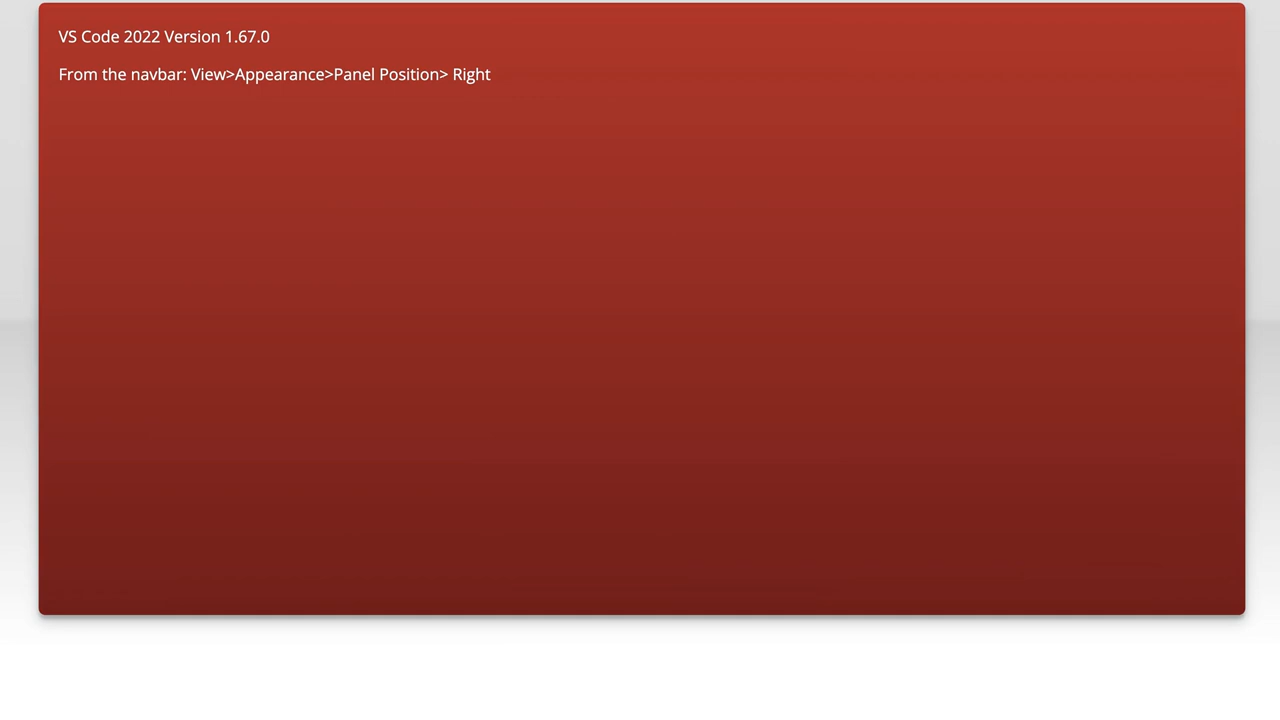 VS Code 2022 Version 1.67.0
From the navbar: View>Appearance>Panel Position> Right